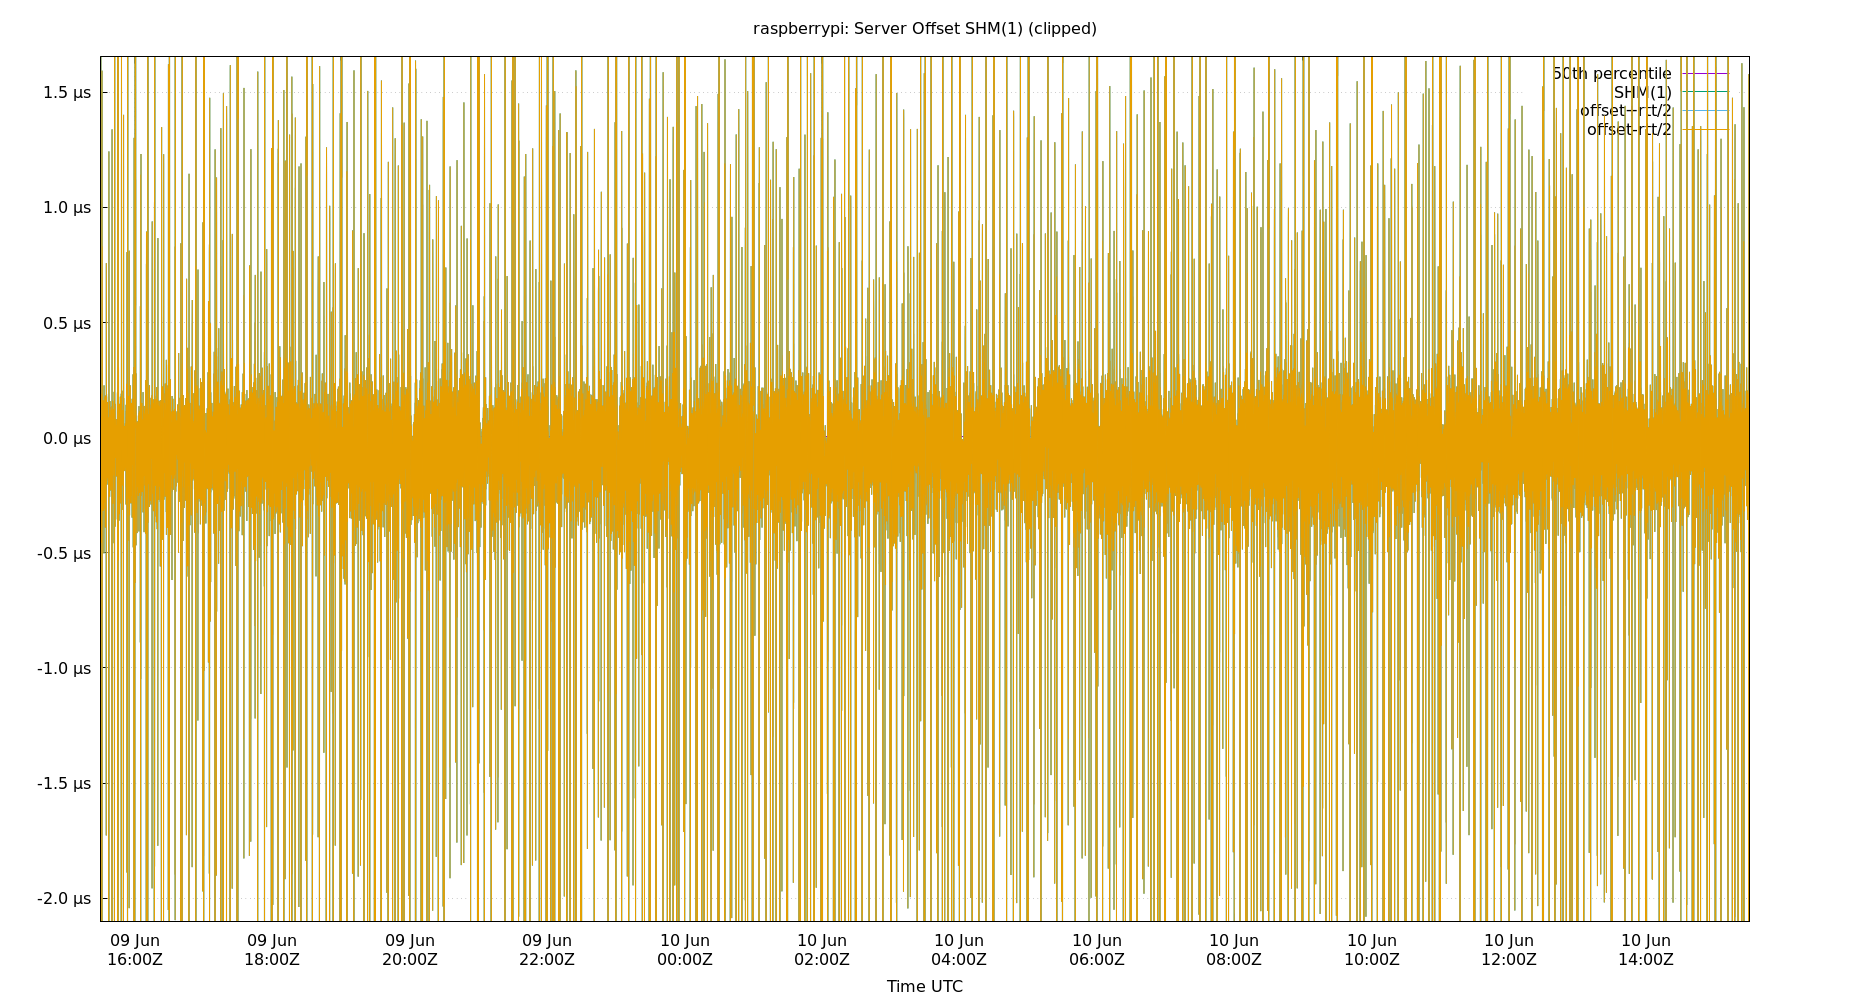 raspberrypi: Server Offset SHM(1) (clipped)
50th percentile
SHM(1)
offset--rtt/2
offset-rtt/2
1.5 µs
1.0 µs
0.5 µs
0.0 µs
-0.5 µs
-1.0 µs
-1.5 µs
-2.0 µs
09 Jun 09 Jun 09 Jun 09 Jun 10 Jun 10 Jun 10 Jun 10 Jun 10 Jun 10 Jun 10 Jun 10 Jun
16:00Z 18:00Z 20:00Z 22:00Z 00:00Z 02:00Z 04:00Z 06:00Z 08:00Z 10:00Z 12:00Z 14:00Z
Time UTC